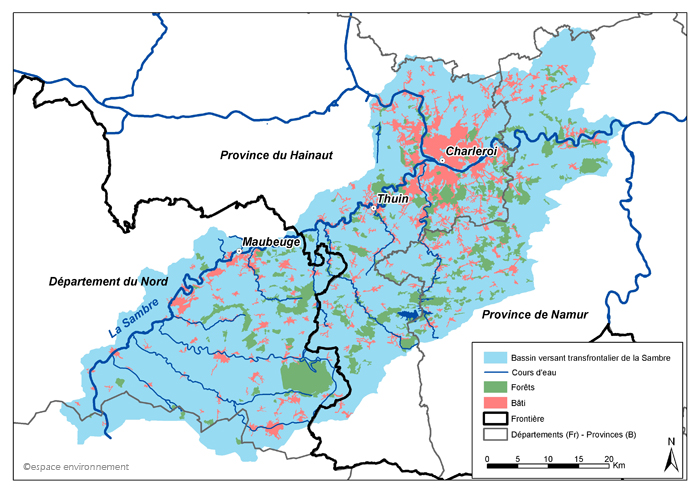 Province du Hainaut
Charleroi
Thuin
Maubeuge
Département du Nord
La Sambre
Province de Namur
Bassin versant transfrontalier de la Sambre
Cours d'eau
Forêts
Bâti
Frontière
Départements (Fr) - Provinces (B)
N
0 5 10 15 20
Km
©espace environnement